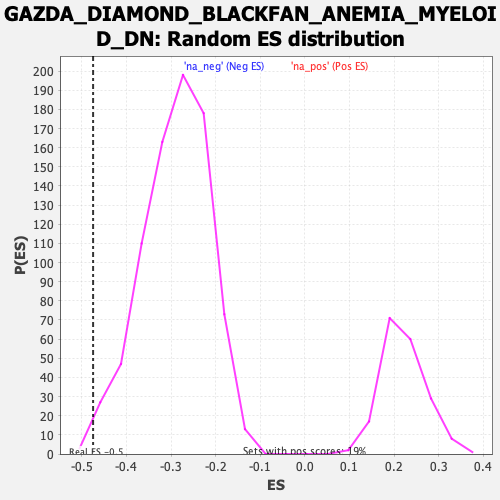 GAZDA_DIAMOND_BLACKFAN_ANEMIA_MYELOI
D_DN: Random ES distribution
'na_neg' (Neg ES) 'na_pos' (Pos ES)
200
190
180
170
160
150
140
130
120
110
100
90
80
70
60
50
40
30
20
10
0
P(ES)
Real ES -0.5
Sets with pos scores: 19%
-0.5 -0.4 -0.3 -0.2 -0.1 0.0 0.1 0.2 0.3 0.4
ES